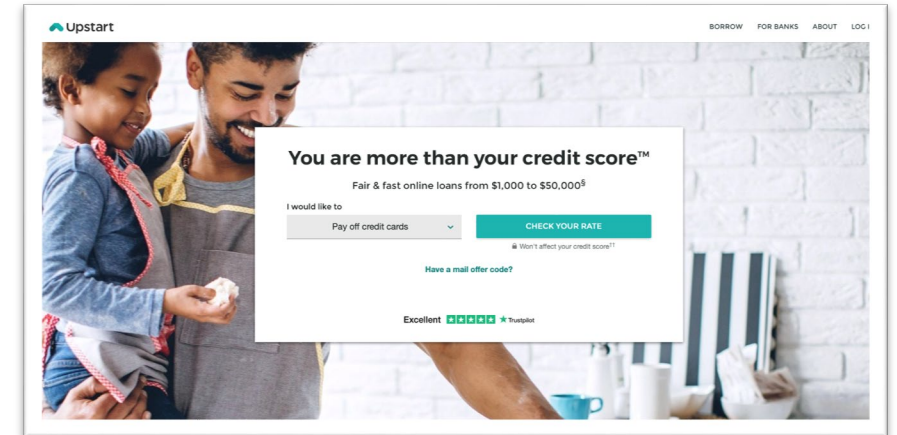 Upstart
BORROW FOR BANKS ABOUT LOG I
You are more than your credit score™
Fair & fast online loans from $1,000 to $50,000§
I would like to
Pay off credit cards
CHECK YOUR RATE
Won't affect your credit score††
Have a mail offer code?
Excellent Trustpilot